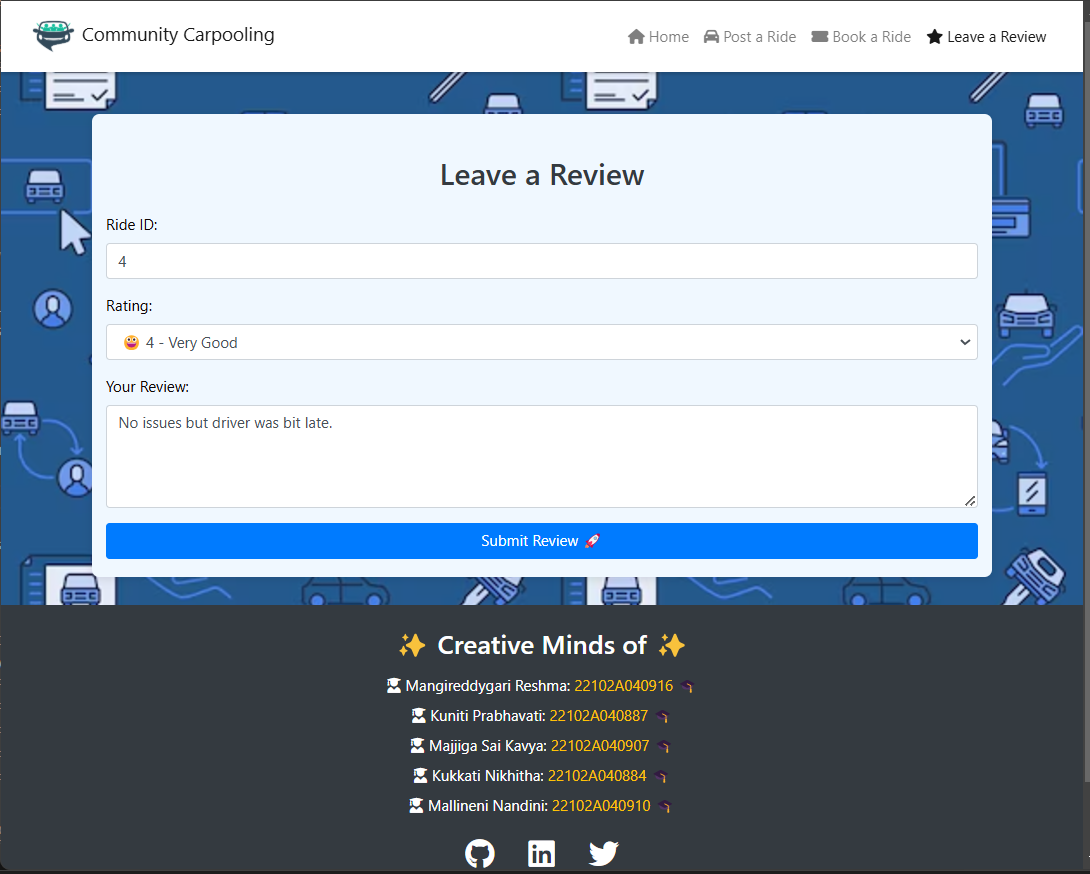 Community Carpooling
Home Post a Ride Book a Ride Leave a Review
Leave a Review
Ride ID:
4
Rating:
😀 4 - Very Good
Your Review:
No issues but driver was bit late.
Submit Review 🚀
✨ Creative Minds of ✨
Mangireddygari Reshma: 22102A040916 🎓
Kuniti Prabhavati: 22102A040887 🎓
Majjiga Sai Kavya: 22102A040907 🎓
Kukkati Nikhitha: 22102A040884 🎓
Mallineni Nandini: 22102A040910 🎓